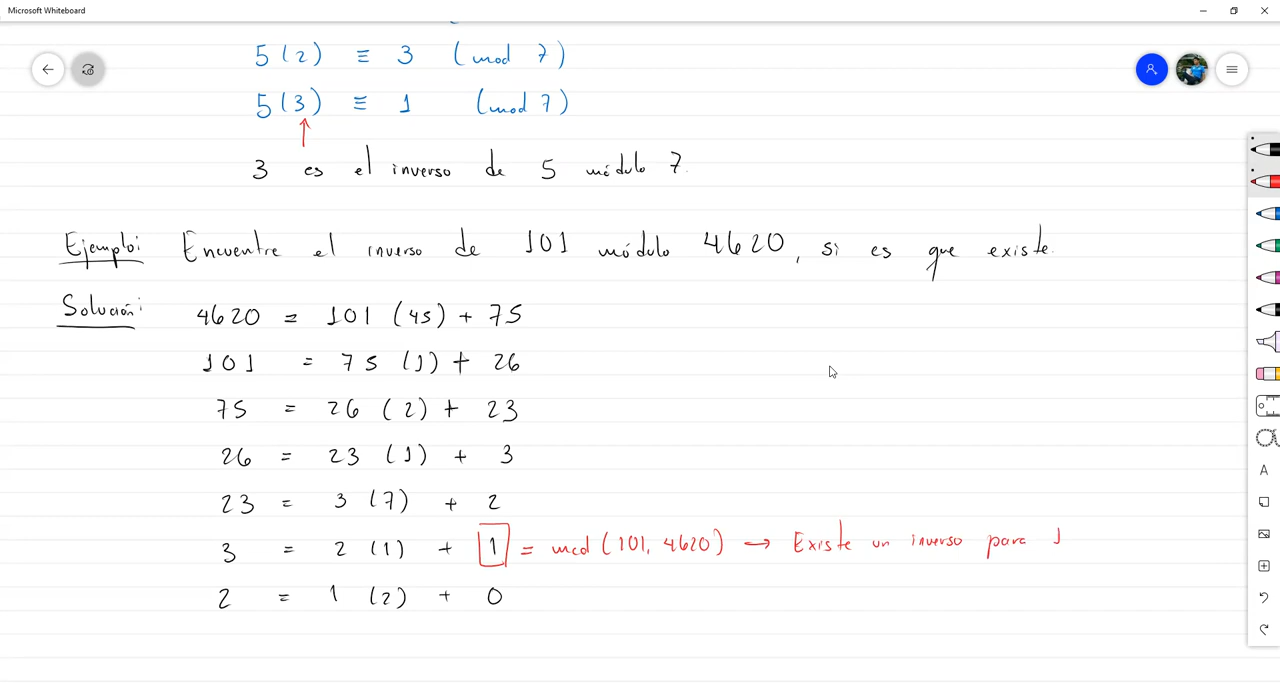 Microsoft Whiteboard
5 (2) ≡ 3 (mod 7)
5 (3) ≡ 1 (mod 7)
3 es el inverso de 5 módulo 7.
Ejemplo: Encuentre el inverso de 101 módulo 4620, si es que existe.
Solución: 4620 = 101 (45) + 75
101 = 75 (1) + 26
75 = 26 (2) + 23
26 = 23 (1) + 3
23 = 3 (7) + 2
3 = 2 (1) + 1 = mcd (101, 4620) → Existe un inverso para 1
2 = 1 (2) + 0